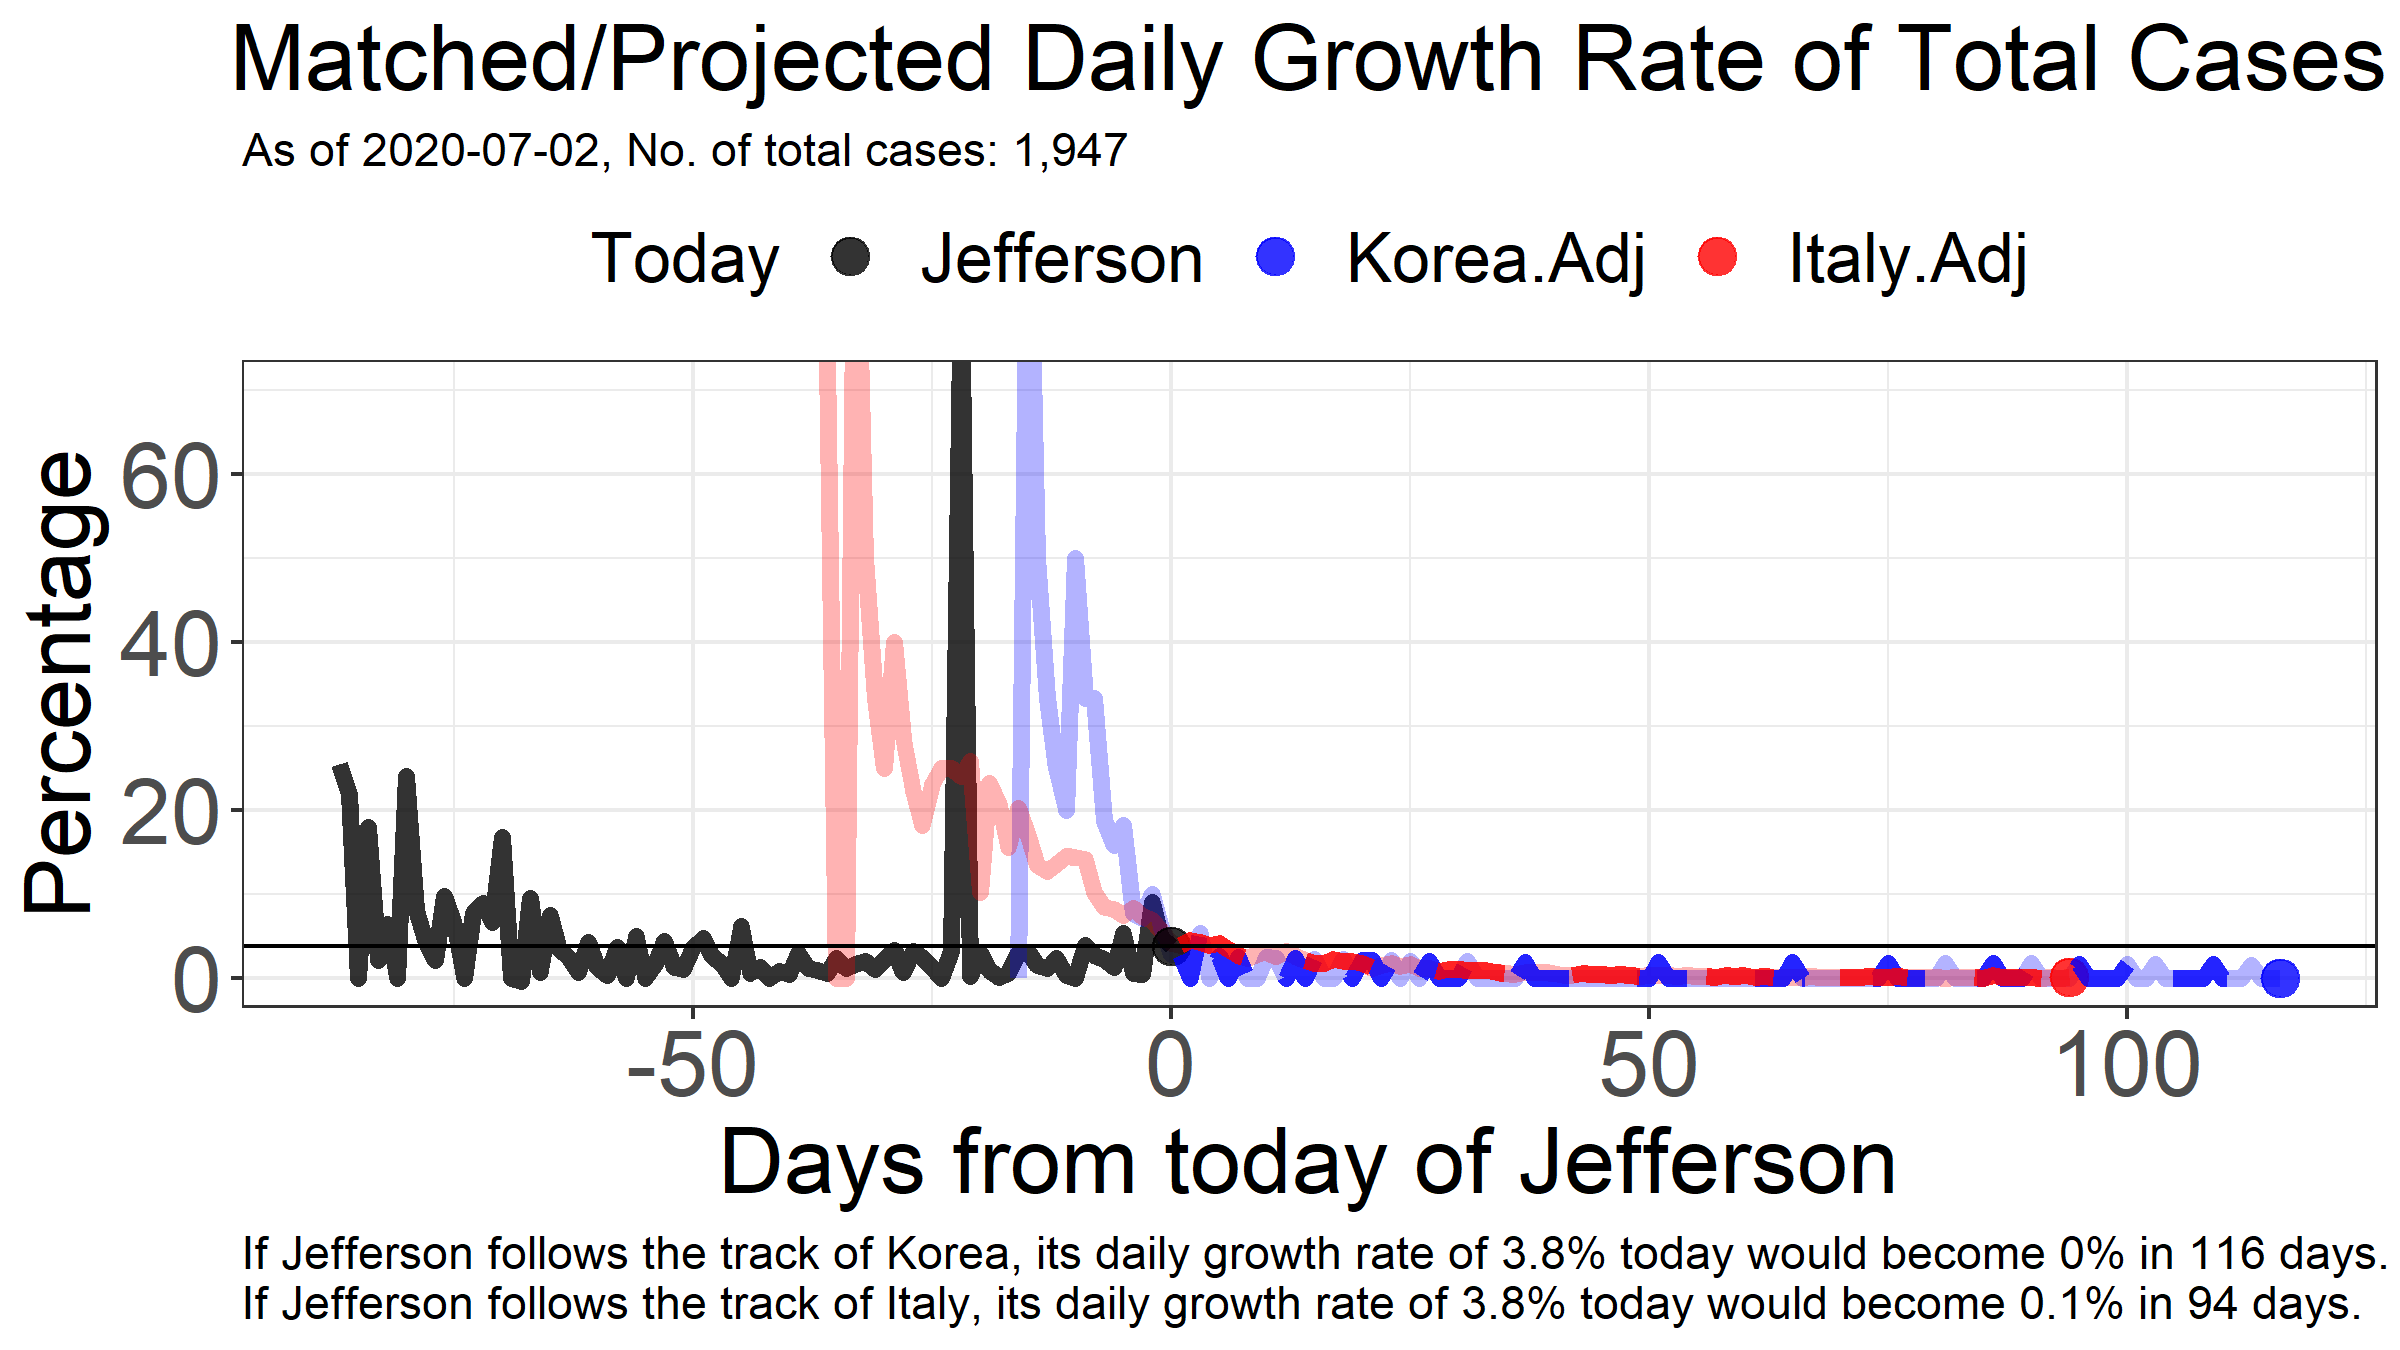 Matched/Projected Daily Growth Rate of Total Cases
As of 2020-07-02, No. of total cases: 1,947
Today Jefferson Korea.Adj Italy.Adj
Percentage
60
40
20
0
-50 0 50 100
Days from today of Jefferson
If Jefferson follows the track of Korea, its daily growth rate of 3.8% today would become 0% in 116 days.
If Jefferson follows the track of Italy, its daily growth rate of 3.8% today would become 0.1% in 94 days.